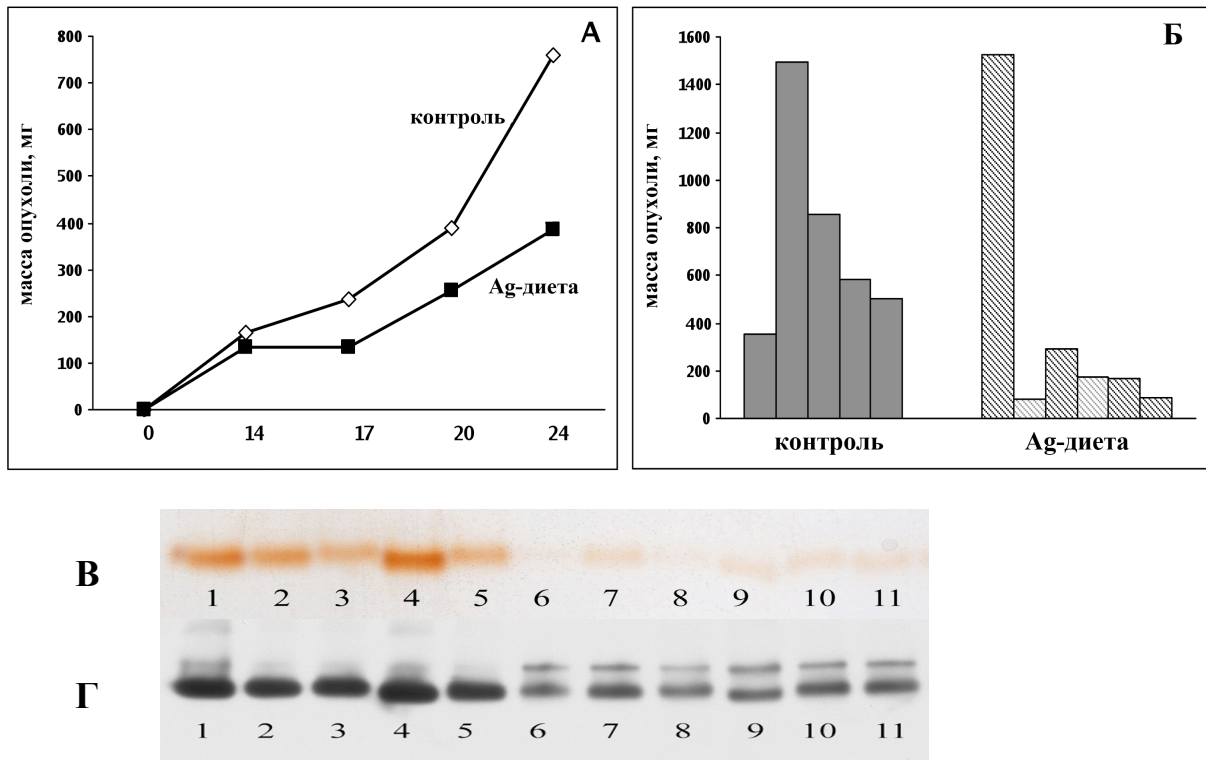 А
масса опухоли, мг
800
700
600
500
400
300
200
100
0
контроль
Ag-диета
0 14 17 20 24
Б
масса опухоли, мг
1600
1400
1200
1000
800
600
400
200
0
контроль Ag-диета
В
1 2 3 4 5 6 7 8 9 10 11
Г
1 2 3 4 5 6 7 8 9 10 11